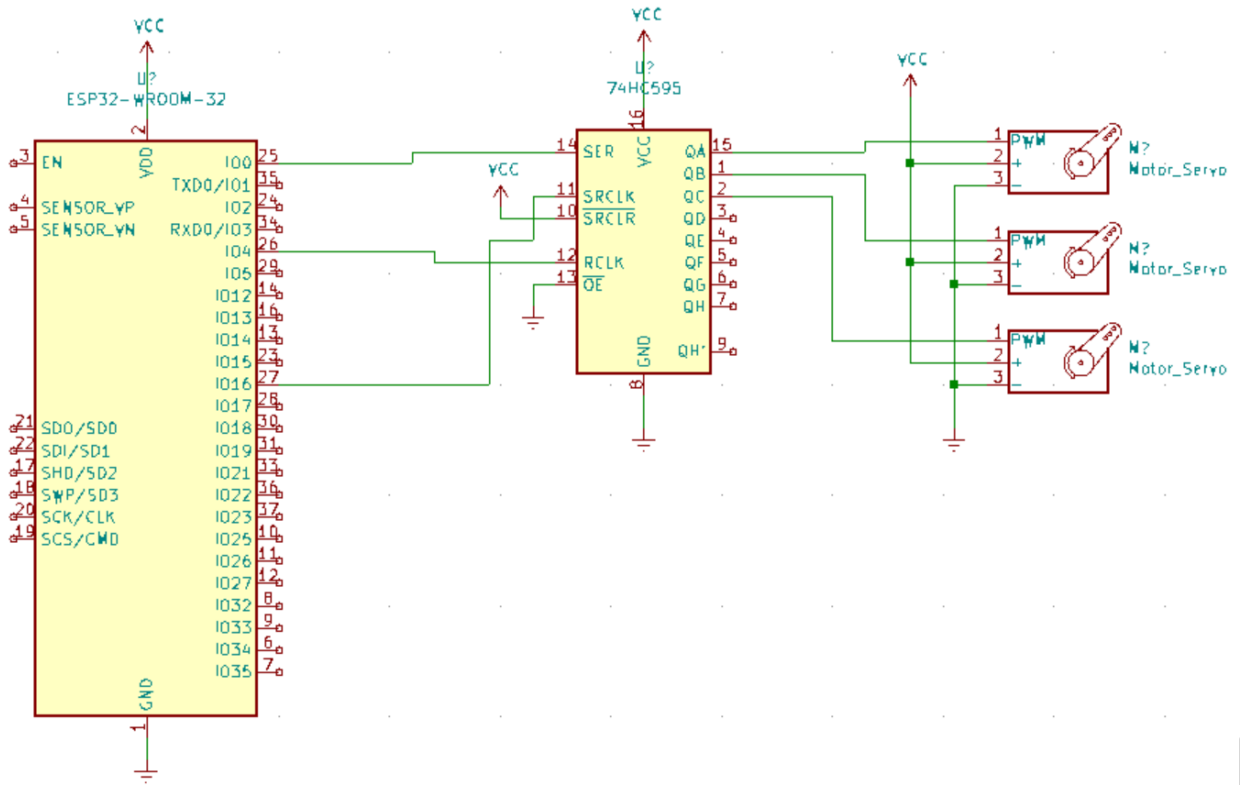 VCC
U?
ESP32-WROOM-32
2
VDD
3 EN
4 SENSOR_VP
5 SENSOR_VN
21 SDO/SD0
22 SDI/SD1
17 SHD/SD2
18 SWP/SD3
20 SCK/CLK
19 SCS/CMD
IO0 25
TXD0/IO1 35
IO2 24
RXD0/IO3 34
IO4 26
IO5 29
IO12 14
IO13 16
IO14 13
IO15 23
IO16 27
IO17 28
IO18 30
IO19 31
IO21 33
IO22 36
IO23 37
IO25 10
IO26 11
IO27 12
IO32 8
IO33 9
IO34 6
IO35 7
GND
1
VCC
U?
74HC595
16
VCC
VCC
14 SER
11 SRCLK
10 SRCLR
12 RCLK
13 OE
QA 15
QB 1
QC 2
QD 3
QE 4
QF 5
QG 6
QH 7
QH' 9
GND
8
VCC
1 PWM
2 +
3 -
M?
Motor_Servo
1 PWM
2 +
3 -
M?
Motor_Servo
1 PWM
2 +
3 -
M?
Motor_Servo